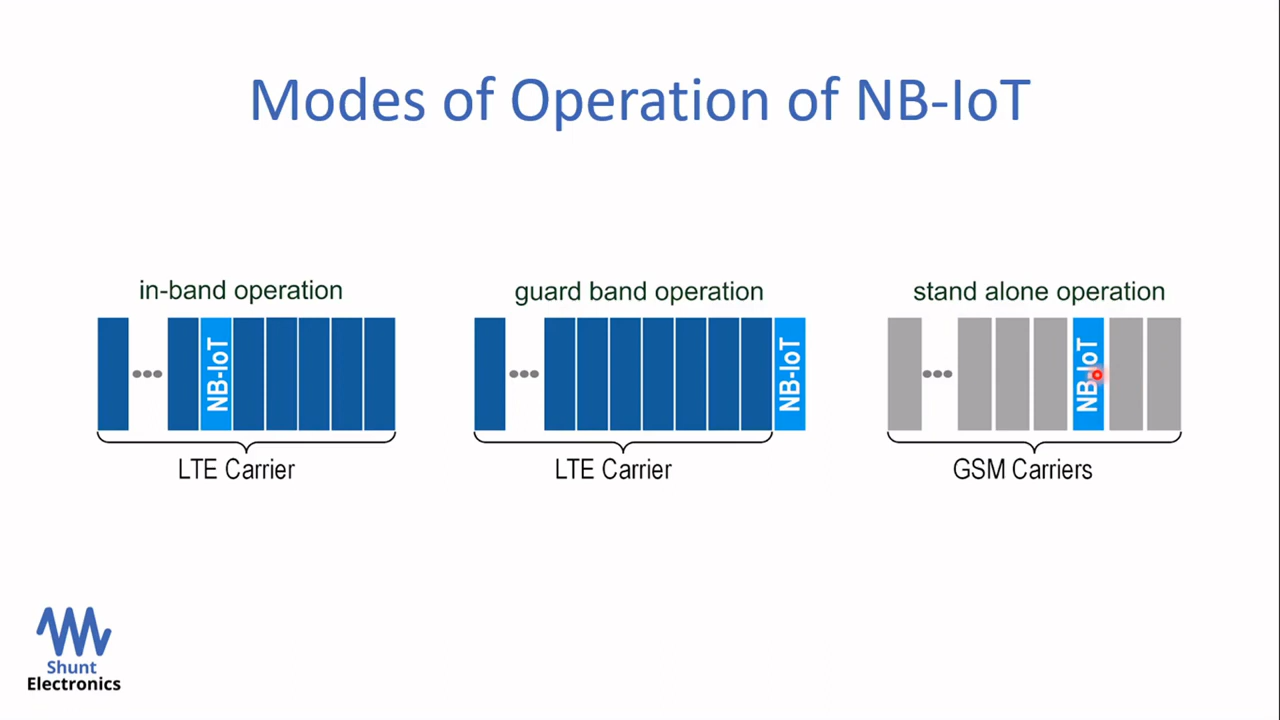 Modes of Operation of NB-IoT
in-band operation
NB-IoT
LTE Carrier
guard band operation
NB-IoT
LTE Carrier
stand alone operation
NB-IoT
GSM Carriers
Shunt
Electronics